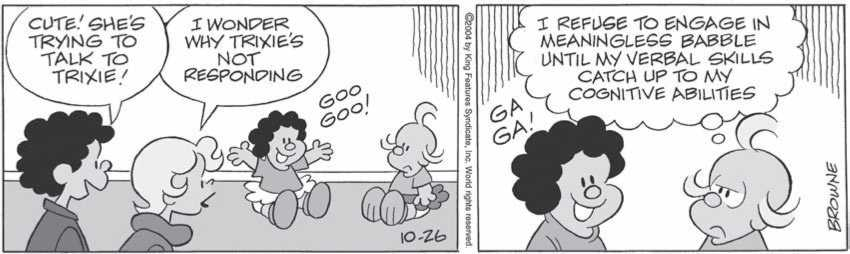 CUTE! SHE'S
TRYING TO
TALK TO
TRIXIE!
I WONDER
WHY TRIXIE'S
NOT
RESPONDING
GOO
GOO!
10-26
©2004 by King Features Syndicate, Inc. World rights reserved.
I REFUSE TO ENGAGE IN
MEANINGLESS BABBLE
UNTIL MY VERBAL SKILLS
CATCH UP TO MY
COGNITIVE ABILITIES
GA
GA!
BROWNE